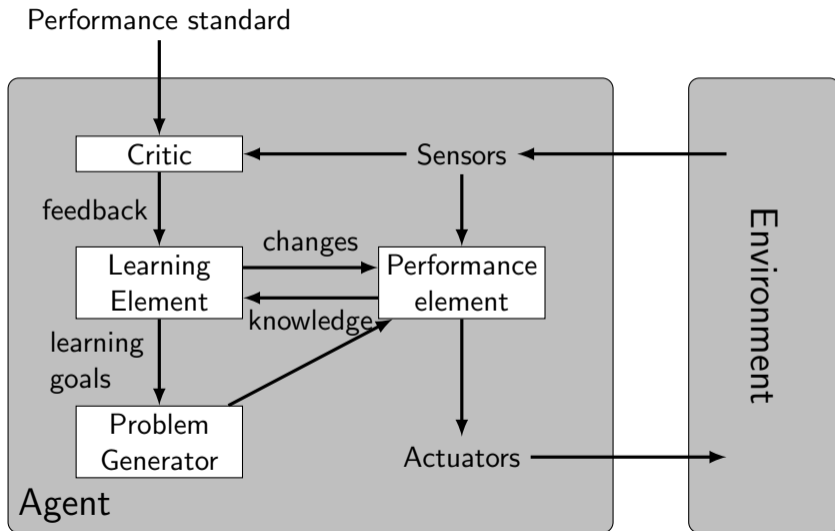 Performance standard
Critic
Sensors
feedback
changes
Learning
Element
Performance
element
knowledge
learning
goals
Problem
Generator
Actuators
Agent
Environment